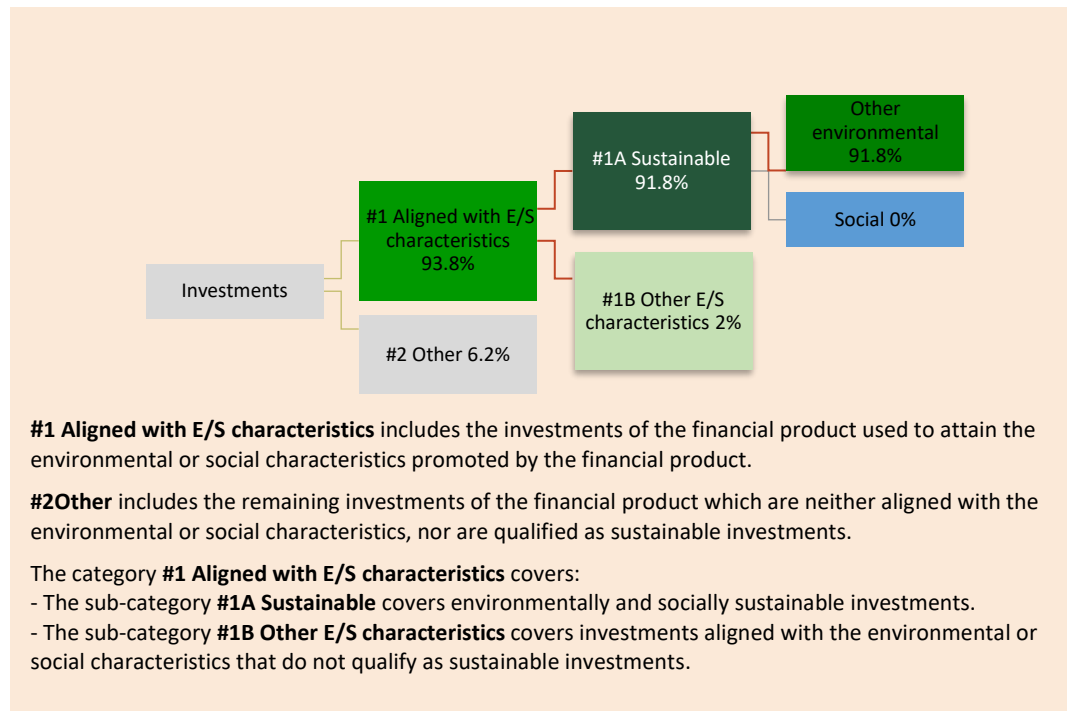 Other
environmental
91.8%
#1A Sustainable
91.8%
Social 0%
#1 Aligned with E/S
characteristics
93.8%
Investments
#1B Other E/S
characteristics 2%
#2 Other 6.2%
#1 Aligned with E/S characteristics includes the investments of the financial product used to attain the
environmental or social characteristics promoted by the financial product.
#2Other includes the remaining investments of the financial product which are neither aligned with the
environmental or social characteristics, nor are qualified as sustainable investments.
The category #1 Aligned with E/S characteristics covers:
- The sub-category #1A Sustainable covers environmentally and socially sustainable investments.
- The sub-category #1B Other E/S characteristics covers investments aligned with the environmental or
social characteristics that do not qualify as sustainable investments.